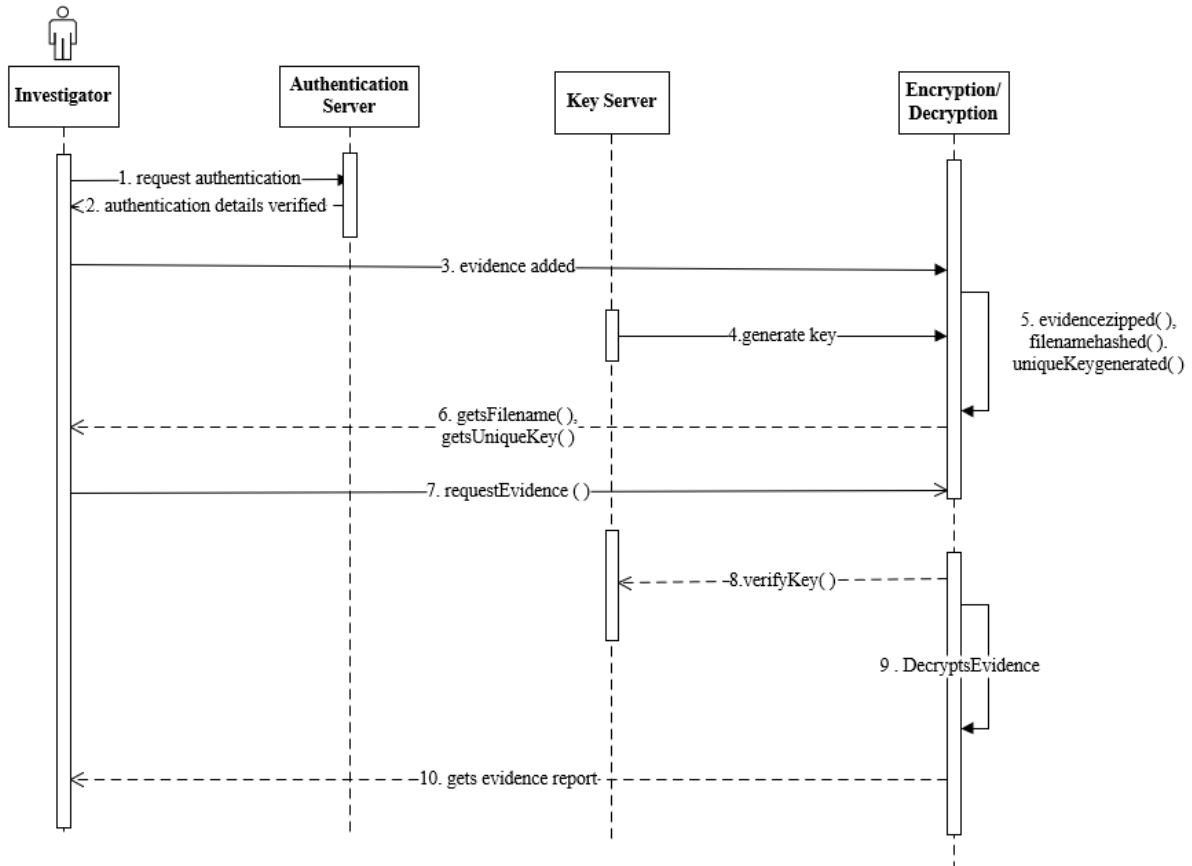 Investigator
Authentication
Server
Key Server
Encryption/
Decryption
1. request authentication
2. authentication details verified
3. evidence added
4.generate key
5. evidencezipped( ),
filenamehashed( ).
uniqueKeygenerated( )
6. getsFilename( ),
getsUniqueKey( )
7. requestEvidence ( )
8.verifyKey( )
9 . DecryptsEvidence
10. gets evidence report